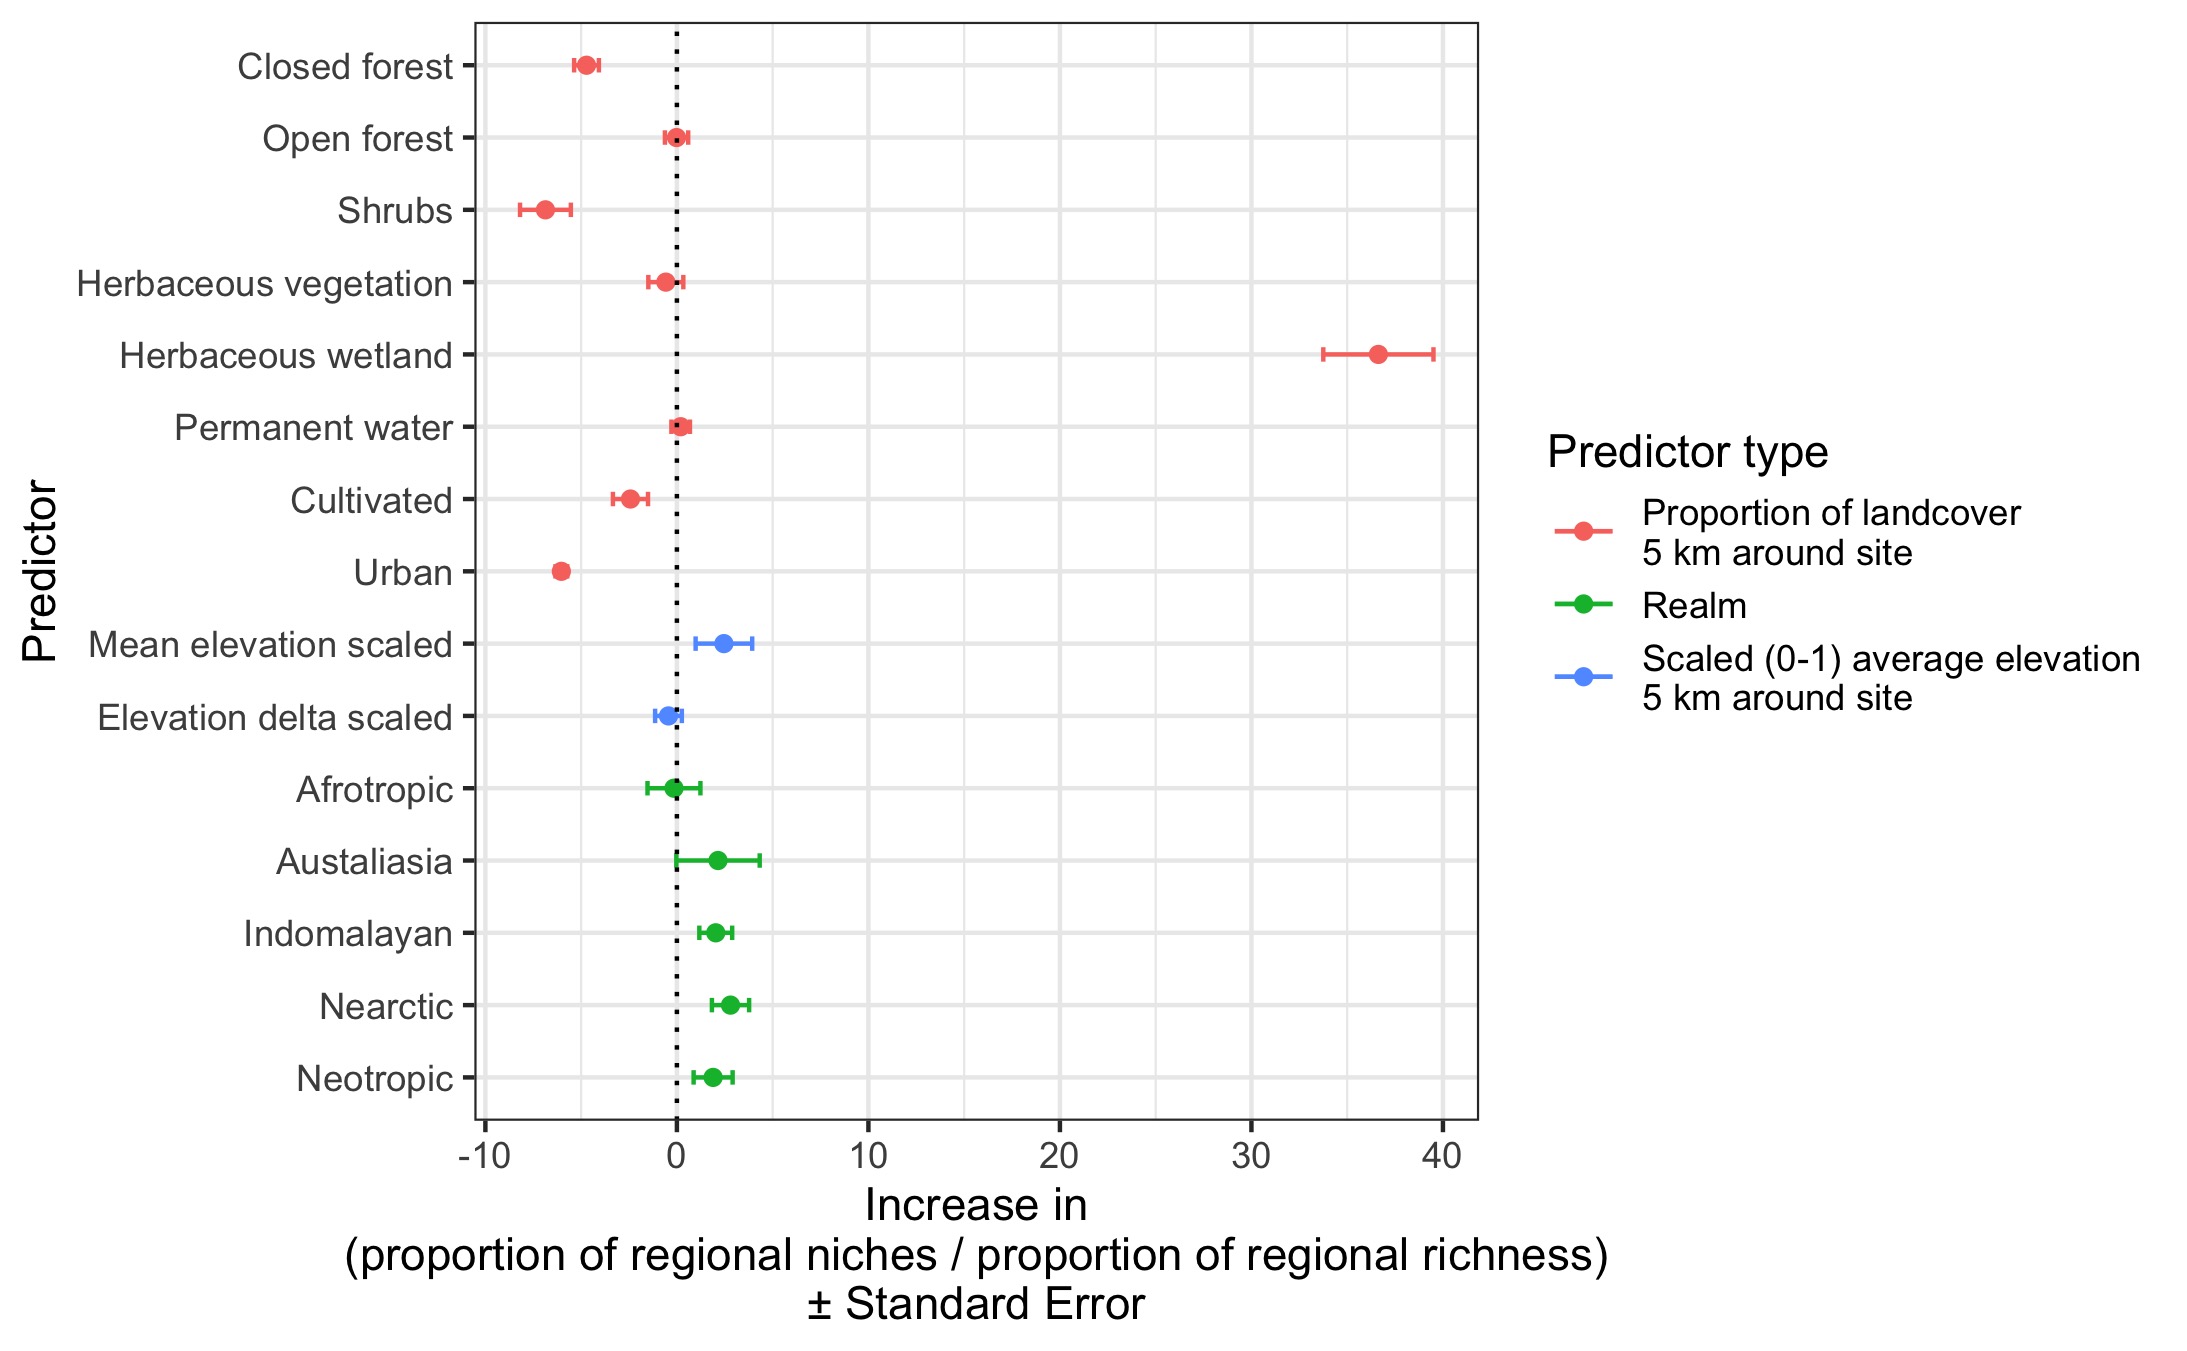 Closed forest
Open forest
Shrubs
Herbaceous vegetation
Herbaceous wetland
Permanent water
Cultivated
Urban
Mean elevation scaled
Elevation delta scaled
Afrotropic
Austaliasia
Indomalayan
Nearctic
Neotropic
Predictor
-10 0 10 20 30 40
Increase in
(proportion of regional niches / proportion of regional richness)
± Standard Error
Predictor type
Proportion of landcover
5 km around site
Realm
Scaled (0-1) average elevation
5 km around site